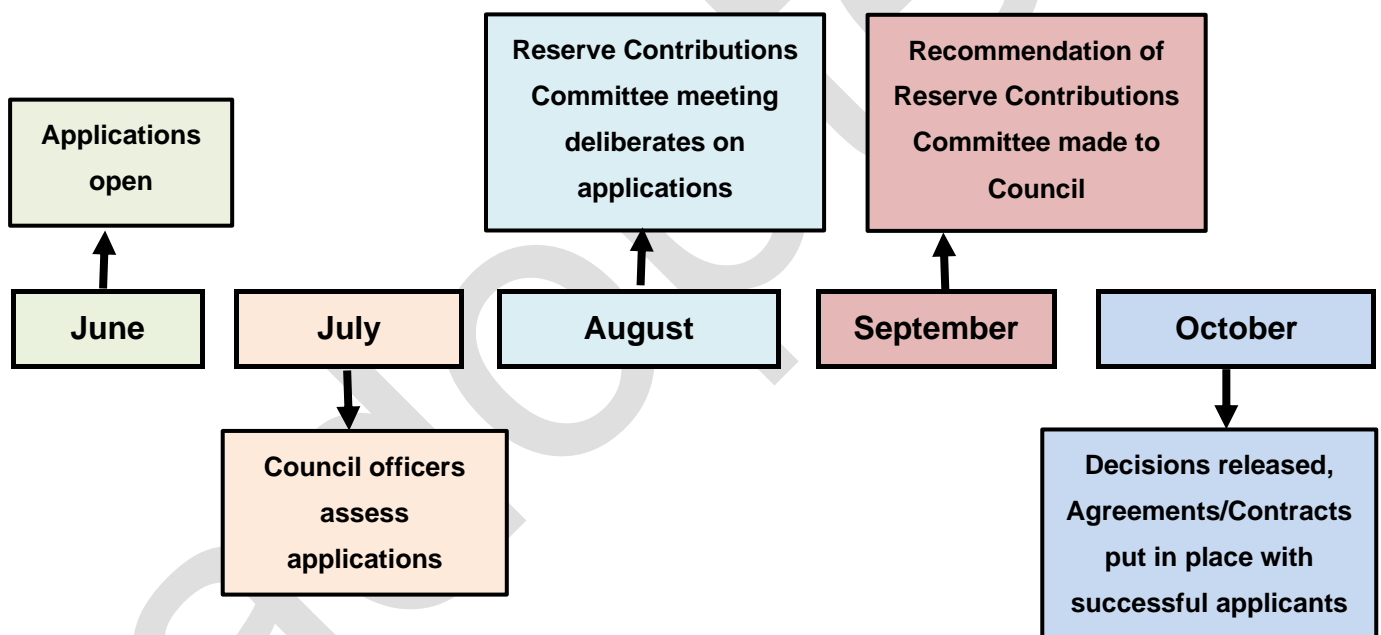 Applications
open
Reserve Contributions
Committee meeting
deliberates on
applications
Recommendation of
Reserve Contributions
Committee made to
Council
June
July
August
September
October
Council officers
assess
applications
Decisions released,
Agreements/Contracts
put in place with
successful applicants